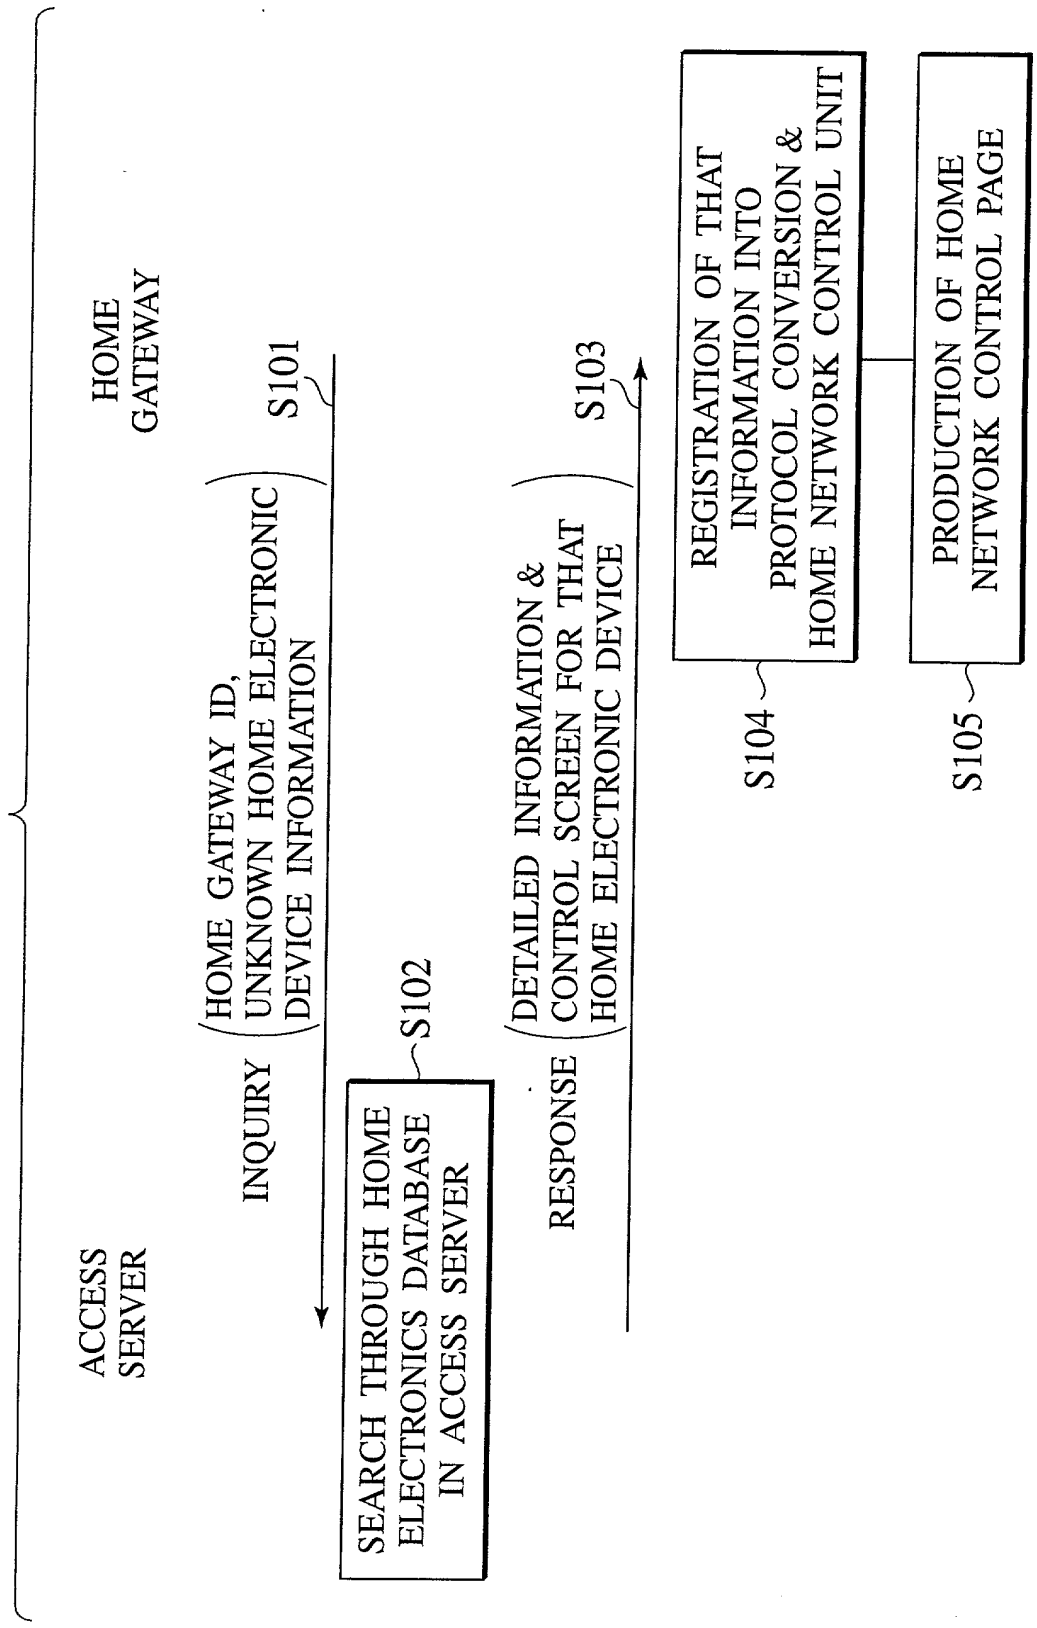 ACCESS
SERVER
HOME
GATEWAY
INQUIRY
HOME GATEWAY ID,
UNKNOWN HOME ELECTRONIC
DEVICE INFORMATION
S101
SEARCH THROUGH HOME
ELECTRONICS DATABASE
IN ACCESS SERVER
S102
RESPONSE
DETAILED INFORMATION &
CONTROL SCREEN FOR THAT
HOME ELECTRONIC DEVICE
S103
S104
REGISTRATION OF THAT
INFORMATION INTO
PROTOCOL CONVERSION &
HOME NETWORK CONTROL UNIT
S105
PRODUCTION OF HOME
NETWORK CONTROL PAGE